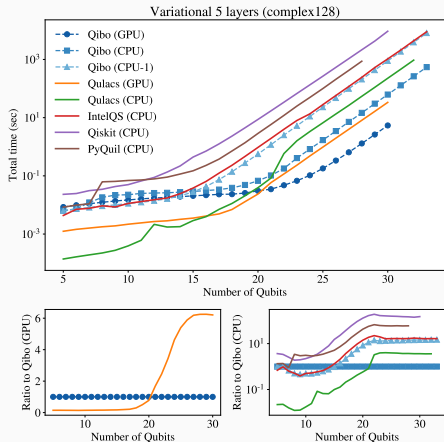 Variational 5 layers (complex128)
Qibo (GPU)
Qibo (CPU)
Qibo (CPU-1)
Qulacs (GPU)
Qulacs (CPU)
IntelQS (CPU)
Qiskit (CPU)
PyQuil (CPU)
Total time (sec)
10^3
10^1
10^-1
10^-3
5 10 15 20 25 30
Number of Qubits
Ratio to Qibo (GPU)
6
4
2
0
10 20 30
Number of Qubits
Ratio to Qibo (CPU)
10^1
10^-1
10 20 30
Number of Qubits